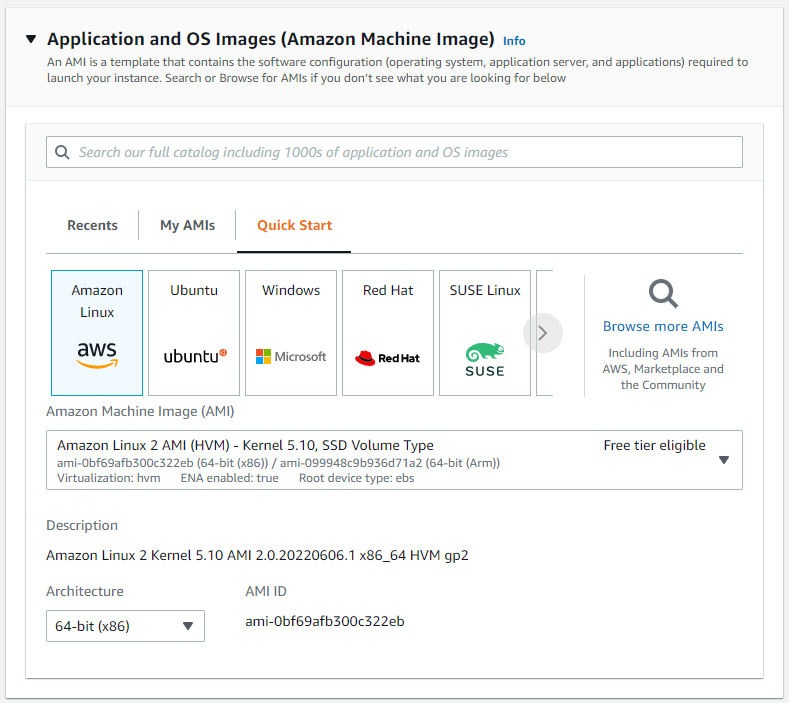 Application and OS Images (Amazon Machine Image) Info
An AMI is a template that contains the software configuration (operating system, application server, and applications) required to
launch your instance. Search or Browse for AMIs if you don't see what you are looking for below
Search our full catalog including 1000s of application and OS images
Recents
My AMIs
Quick Start
Amazon
Linux
aws
Ubuntu
ubuntu
Windows
Microsoft
Red Hat
Red Hat
SUSE Linux
SUSE
Browse more AMIs
Including AMIs from
AWS, Marketplace and
the Community
Amazon Machine Image (AMI)
Amazon Linux 2 AMI (HVM) - Kernel 5.10, SSD Volume Type
Free tier eligible
ami-0bf69afb300c322eb (64-bit (x86)) / ami-099948c9b936d71a2 (64-bit (Arm))
Virtualization: hvm ENA enabled: true Root device type: ebs
Description
Amazon Linux 2 Kernel 5.10 AMI 2.0.20220606.1 x86_64 HVM gp2
Architecture
AMI ID
64-bit (x86)
ami-0bf69afb300c322eb